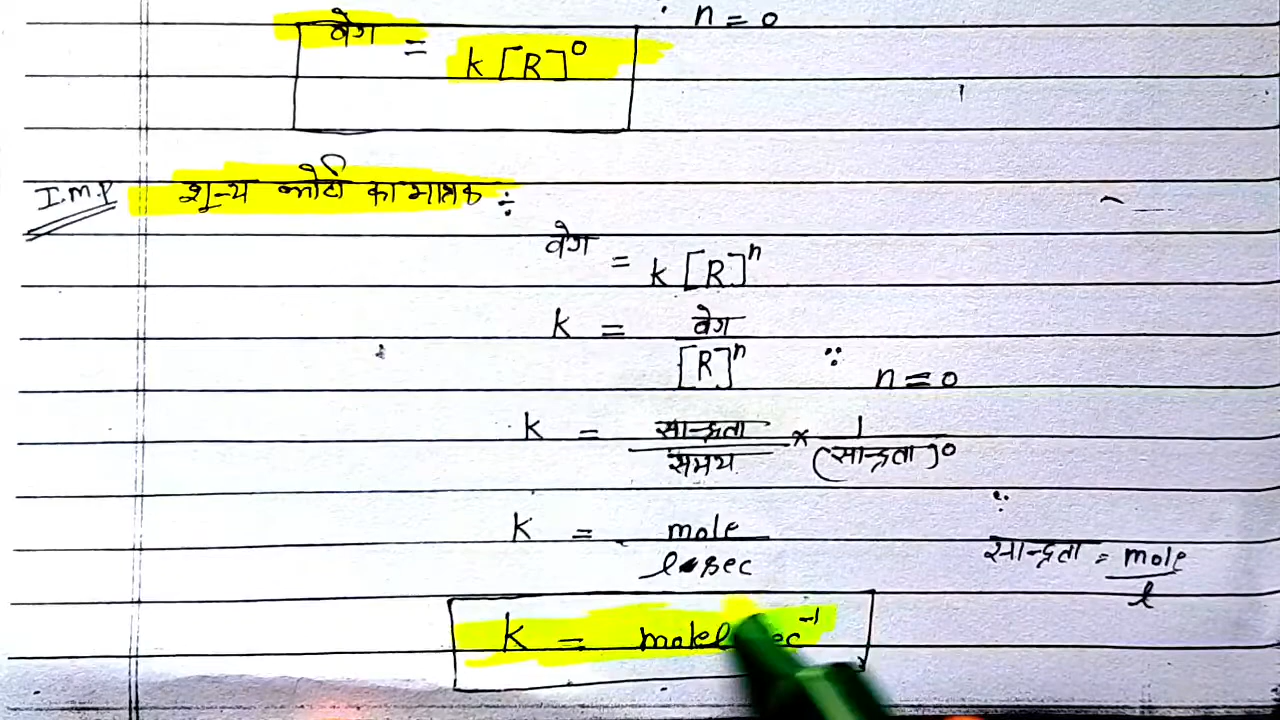 n = 0
वेग = k [R]⁰
I.M.P शून्य कोटी का मात्रक ÷
वेग = k [R]ⁿ
k = वेग / [R]ⁿ ∵ n = 0
k = सान्द्रता / समय × 1 / (सान्द्रता)⁰
k = mole / l sec ∵ सान्द्रता = mole / l
k =